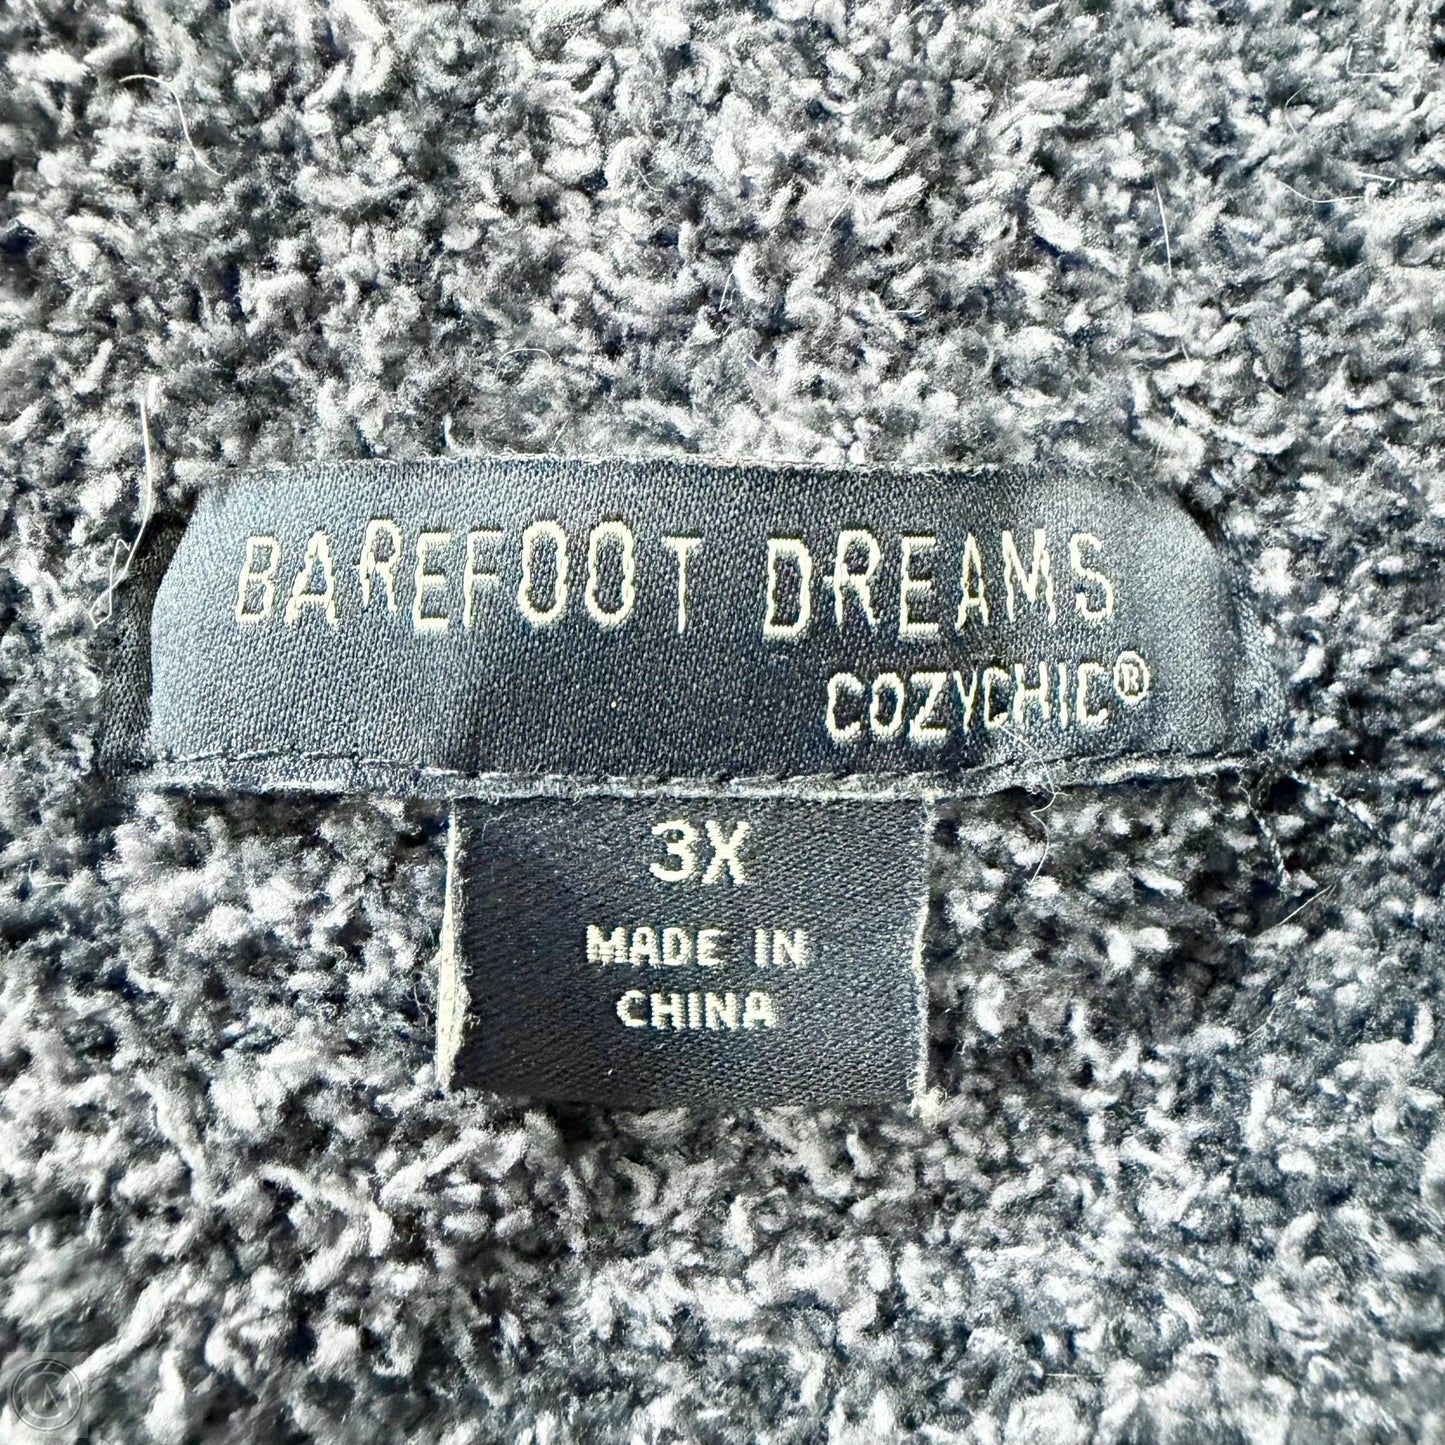 BAREFOOT DREAMS
COZYCHIC®
3X
MADE IN
CHINA